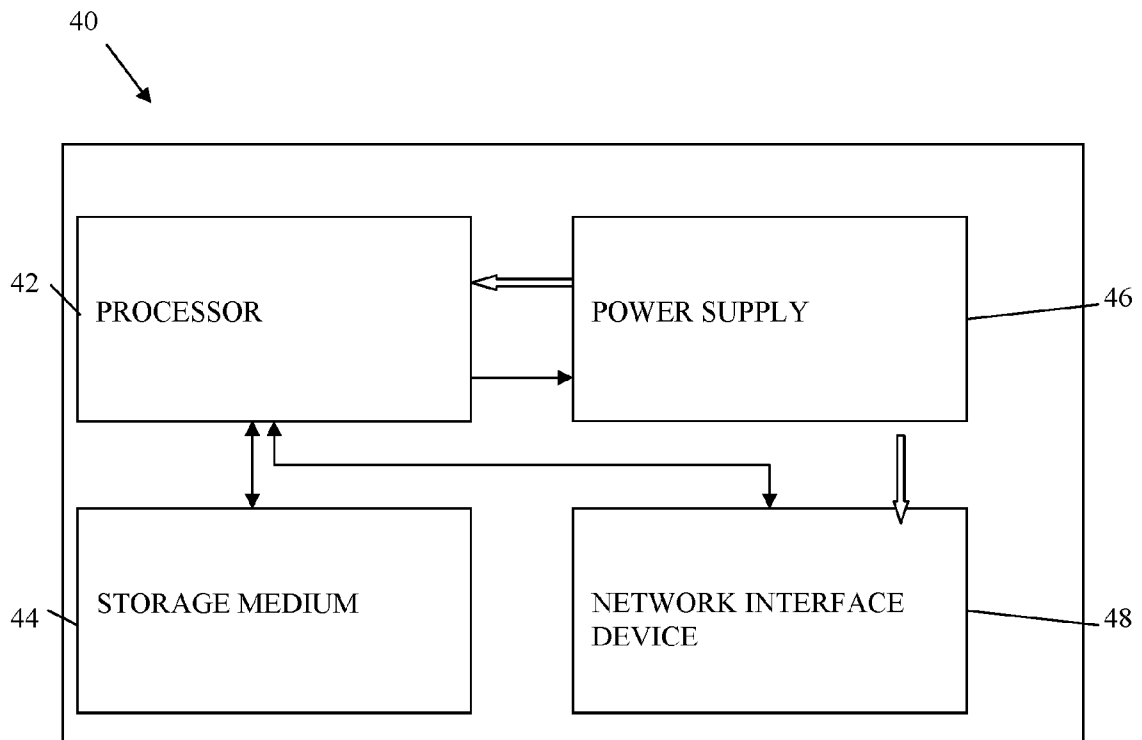 40
42
PROCESSOR
POWER SUPPLY
46
44
STORAGE MEDIUM
NETWORK INTERFACE
DEVICE
48